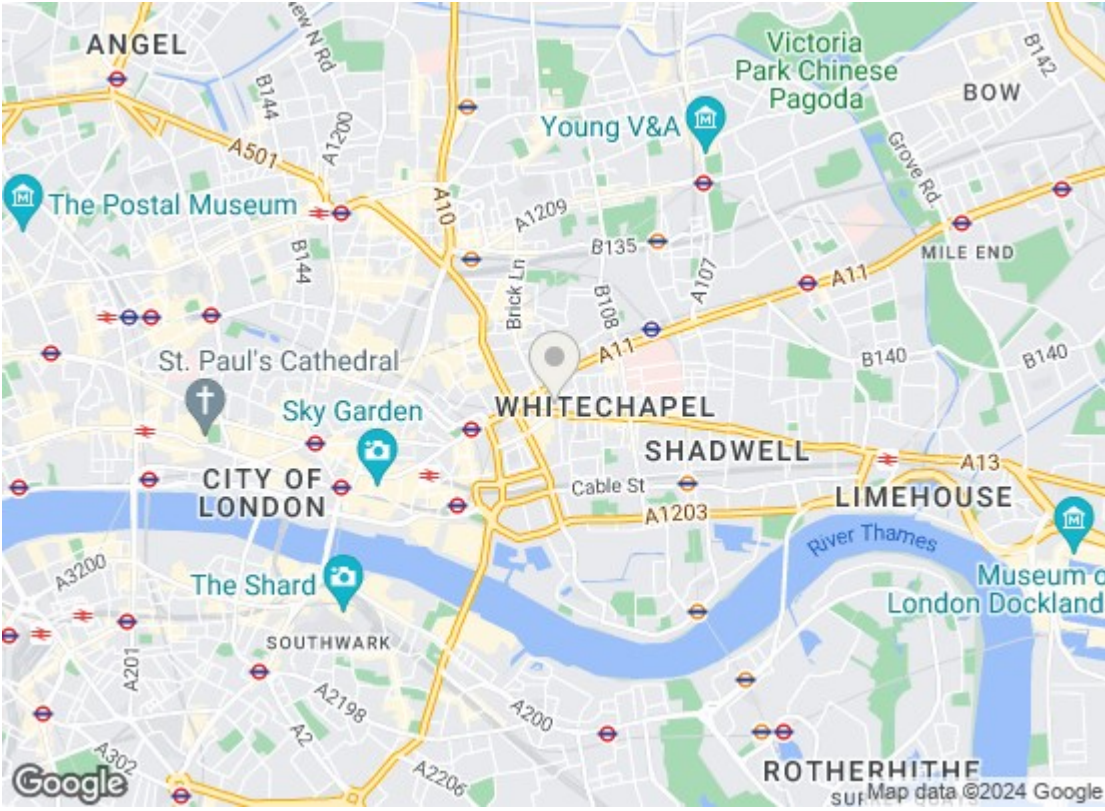 ANGEL
New N Rd
B144
A1200
A501
A10
Victoria
Park Chinese
Pagoda
B142
BOW
Young V&A
Grove Rd
The Postal Museum
A1209
B144
B135
MILE END
Brick Ln
A107
A11
B108
St. Paul's Cathedral
A11
B140
B140
Sky Garden
WHITECHAPEL
SHADWELL
A13
CITY OF
LONDON
Cable St
LIMEHOUSE
A1203
River Thames
A3200
The Shard
Museum o
London Dockland
SOUTHWARK
A201
A2198
A200
A2
A302
A2206
ROTHERHITHE
Google
Map data ©2024 Google